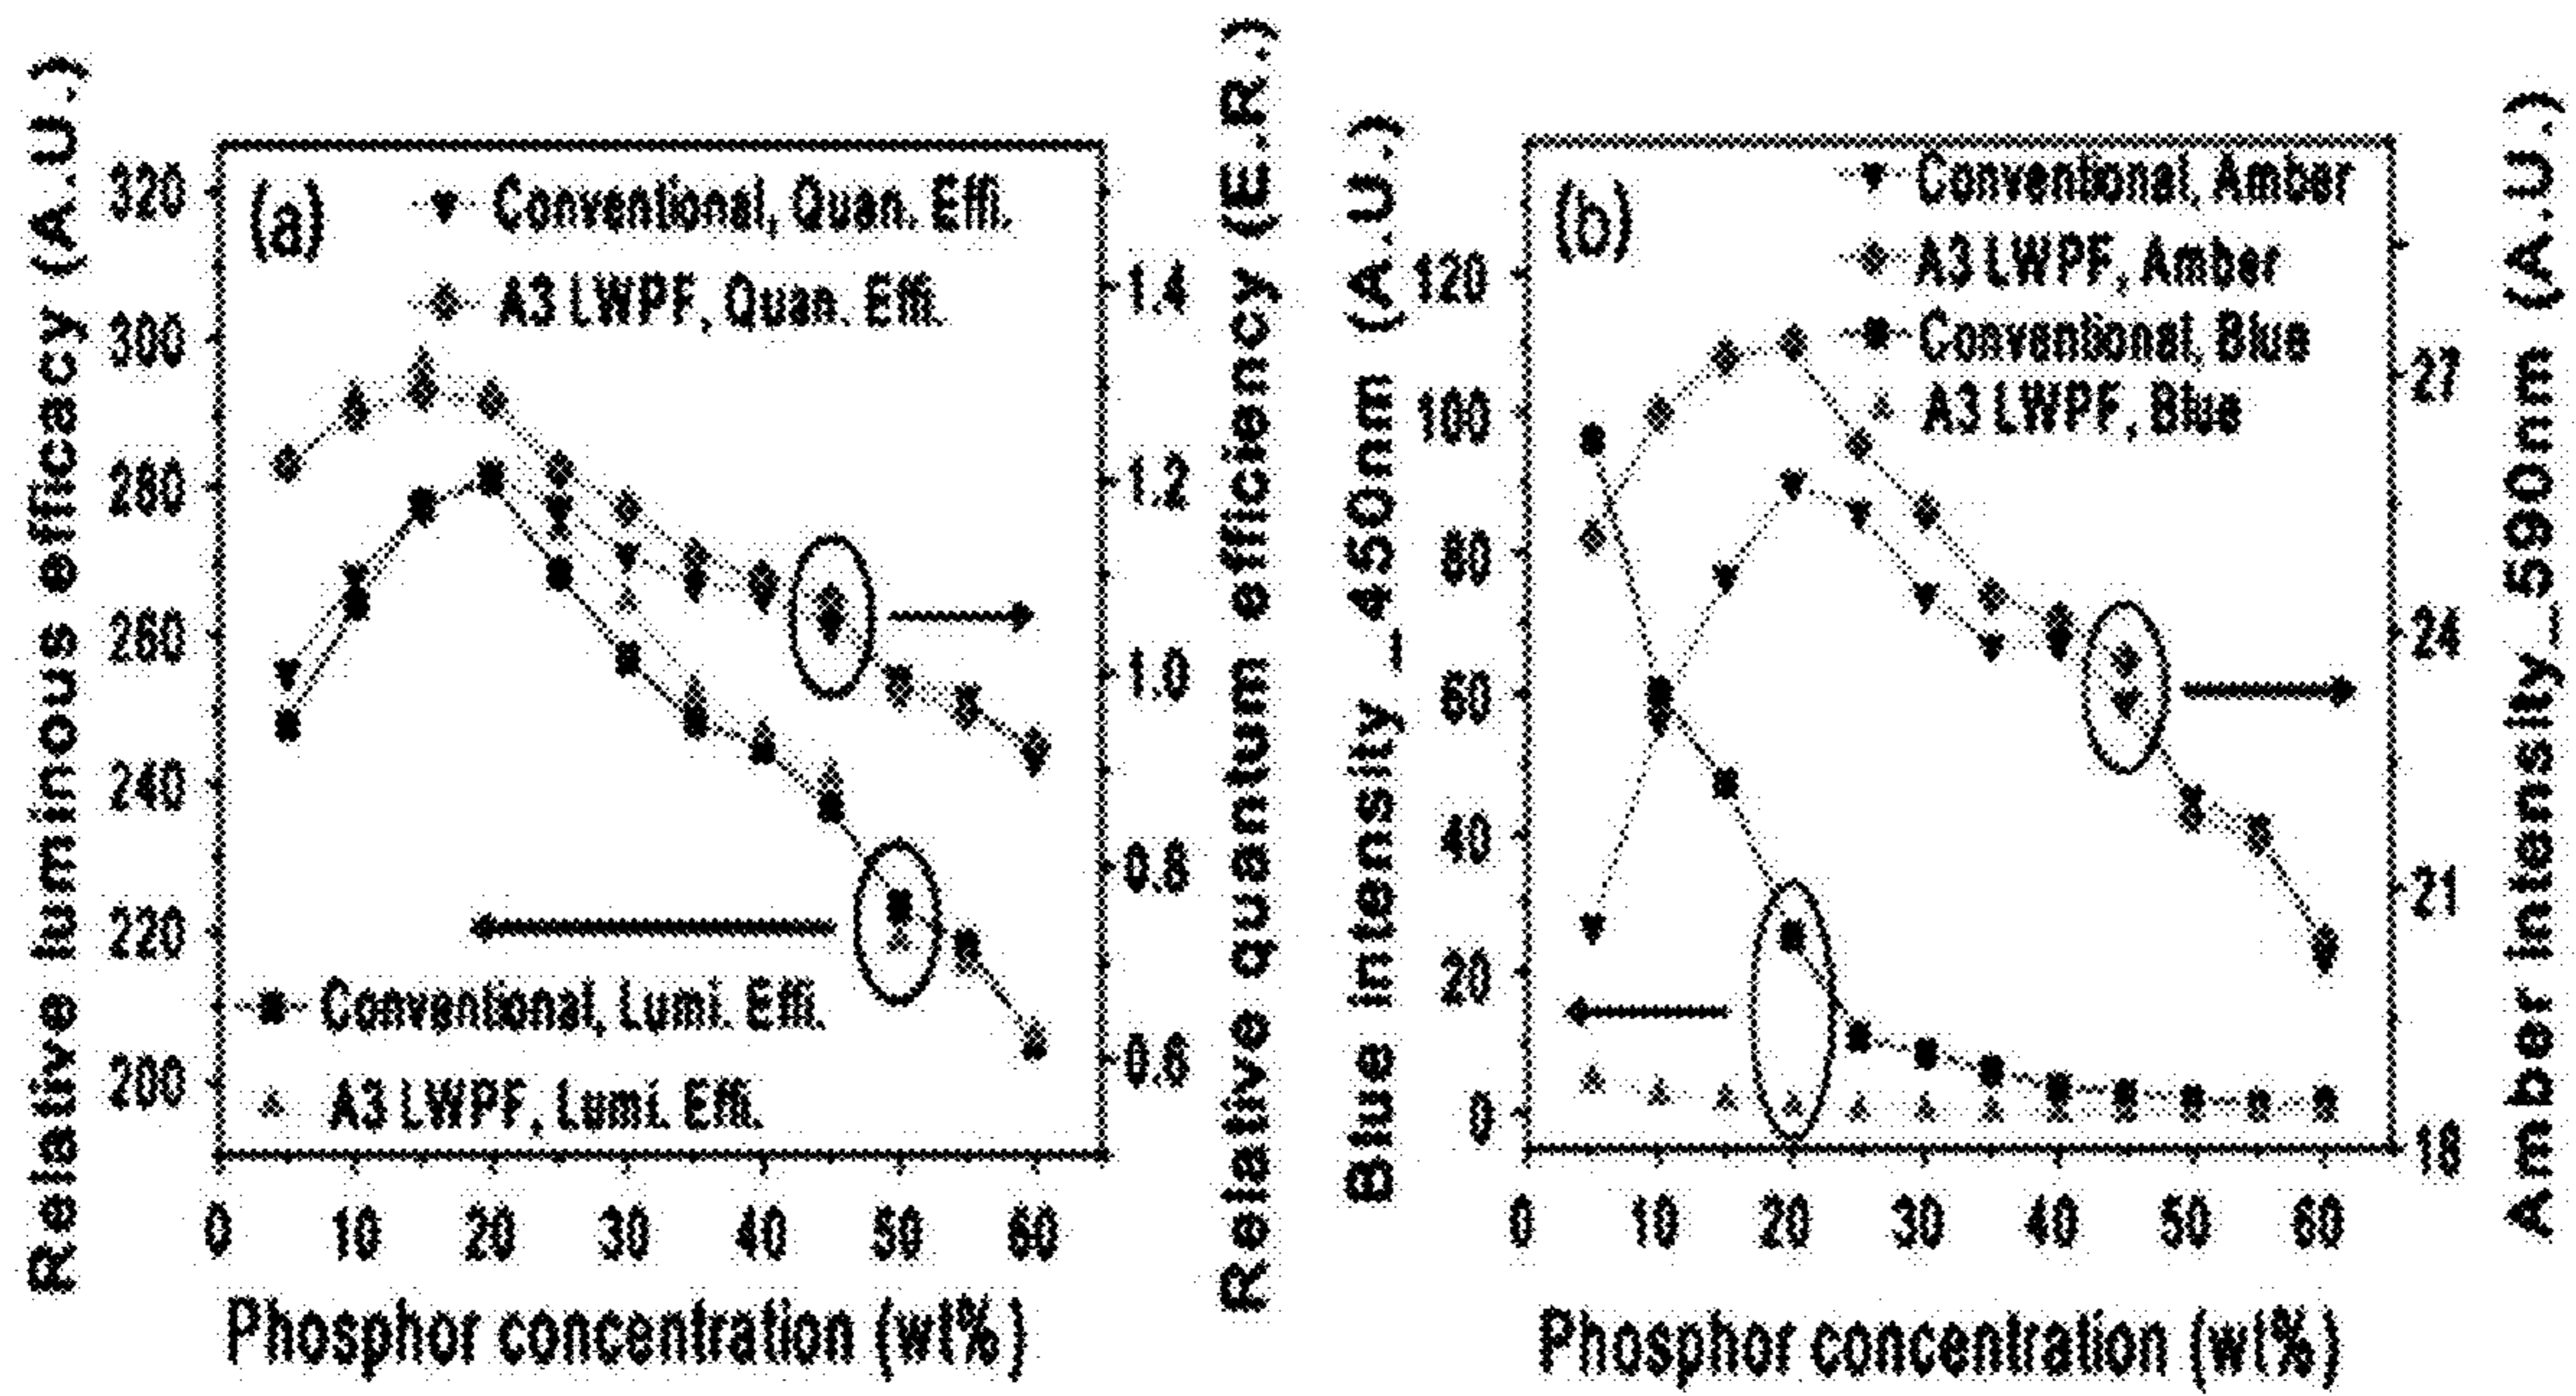 Relative luminous efficacy (A.U.)
320
300
280
260
240
220
200
(a)
Conventional, Quan. Effi.
A3 LWPF, Quan. Effi.
Conventional, Lumi. Effi.
A3 LWPF, Lumi. Effi.
1.4
1.2
1.0
0.8
0.6
Relative quantum efficiency (E.R.)
0 10 20 30 40 50 60
Phosphor concentration (wt%)
Blue intensity_450nm (A.U.)
120
100
80
60
40
20
0
(b)
Conventional, Amber
A3 LWPF, Amber
Conventional, Blue
A3 LWPF, Blue
27
24
21
18
Amber intensity_590nm (A.U.)
0 10 20 30 40 50 60
Phosphor concentration (wt%)